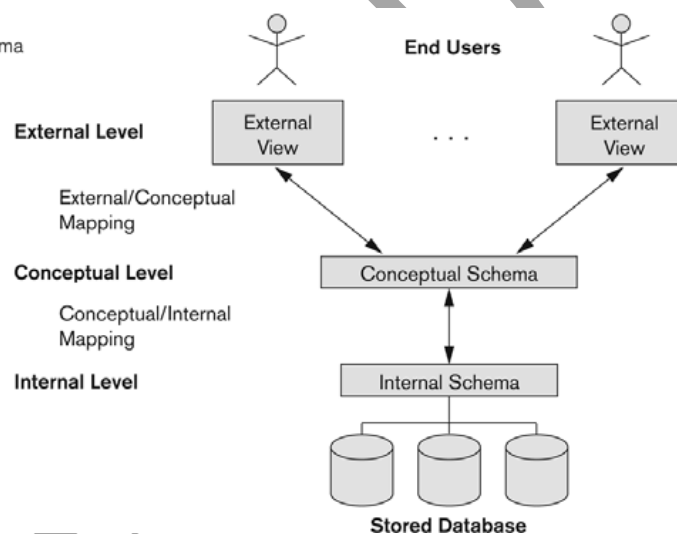 ma
End Users
External Level
External
View
. . .
External
View
External/Conceptual
Mapping
Conceptual Level
Conceptual Schema
Conceptual/Internal
Mapping
Internal Level
Internal Schema
Stored Database